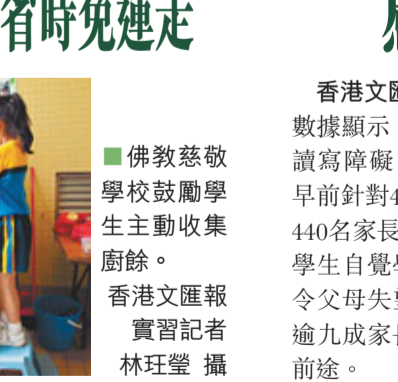 省時免運走
■佛教慈敬
學校鼓勵學
生主動收集
廚餘。
香港文匯報
實習記者
林玨瑩 攝
香港文
數據顯示
讀寫障礙
早前針對4
440名家長
學生自覺
令父母失
逾九成家
前途。